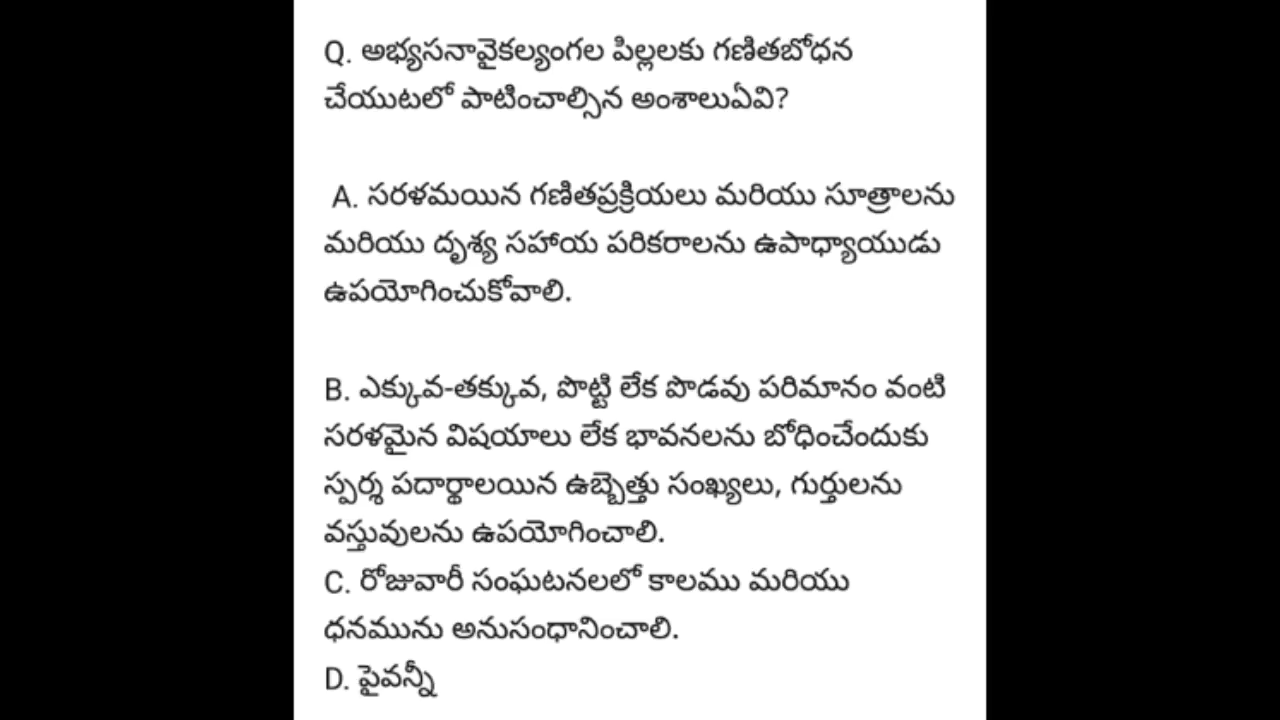 Q. అభ్యసనావైకల్యంగల పిల్లలకు గణితబోధన
చేయుటలో పాటించాల్సిన అంశాలుఏవి?
A. సరళమయిన గణితప్రక్రియలు మరియు సూత్రాలను
మరియు దృశ్య సహాయ పరికరాలను ఉపాధ్యాయుడు
ఉపయోగించుకోవాలి.
B. ఎక్కువ-తక్కువ, పొట్టి లేక పొడవు పరిమానం వంటి
సరళమైన విషయాలు లేక భావనలను బోధించేందుకు
స్పర్శ పదార్థాలయిన ఉబ్బెత్తు సంఖ్యలు, గుర్తులను
వస్తువులను ఉపయోగించాలి.
C. రోజువారీ సంఘటనలలో కాలము మరియు
ధనమును అనుసంధానించాలి.
D. పైవన్నీ